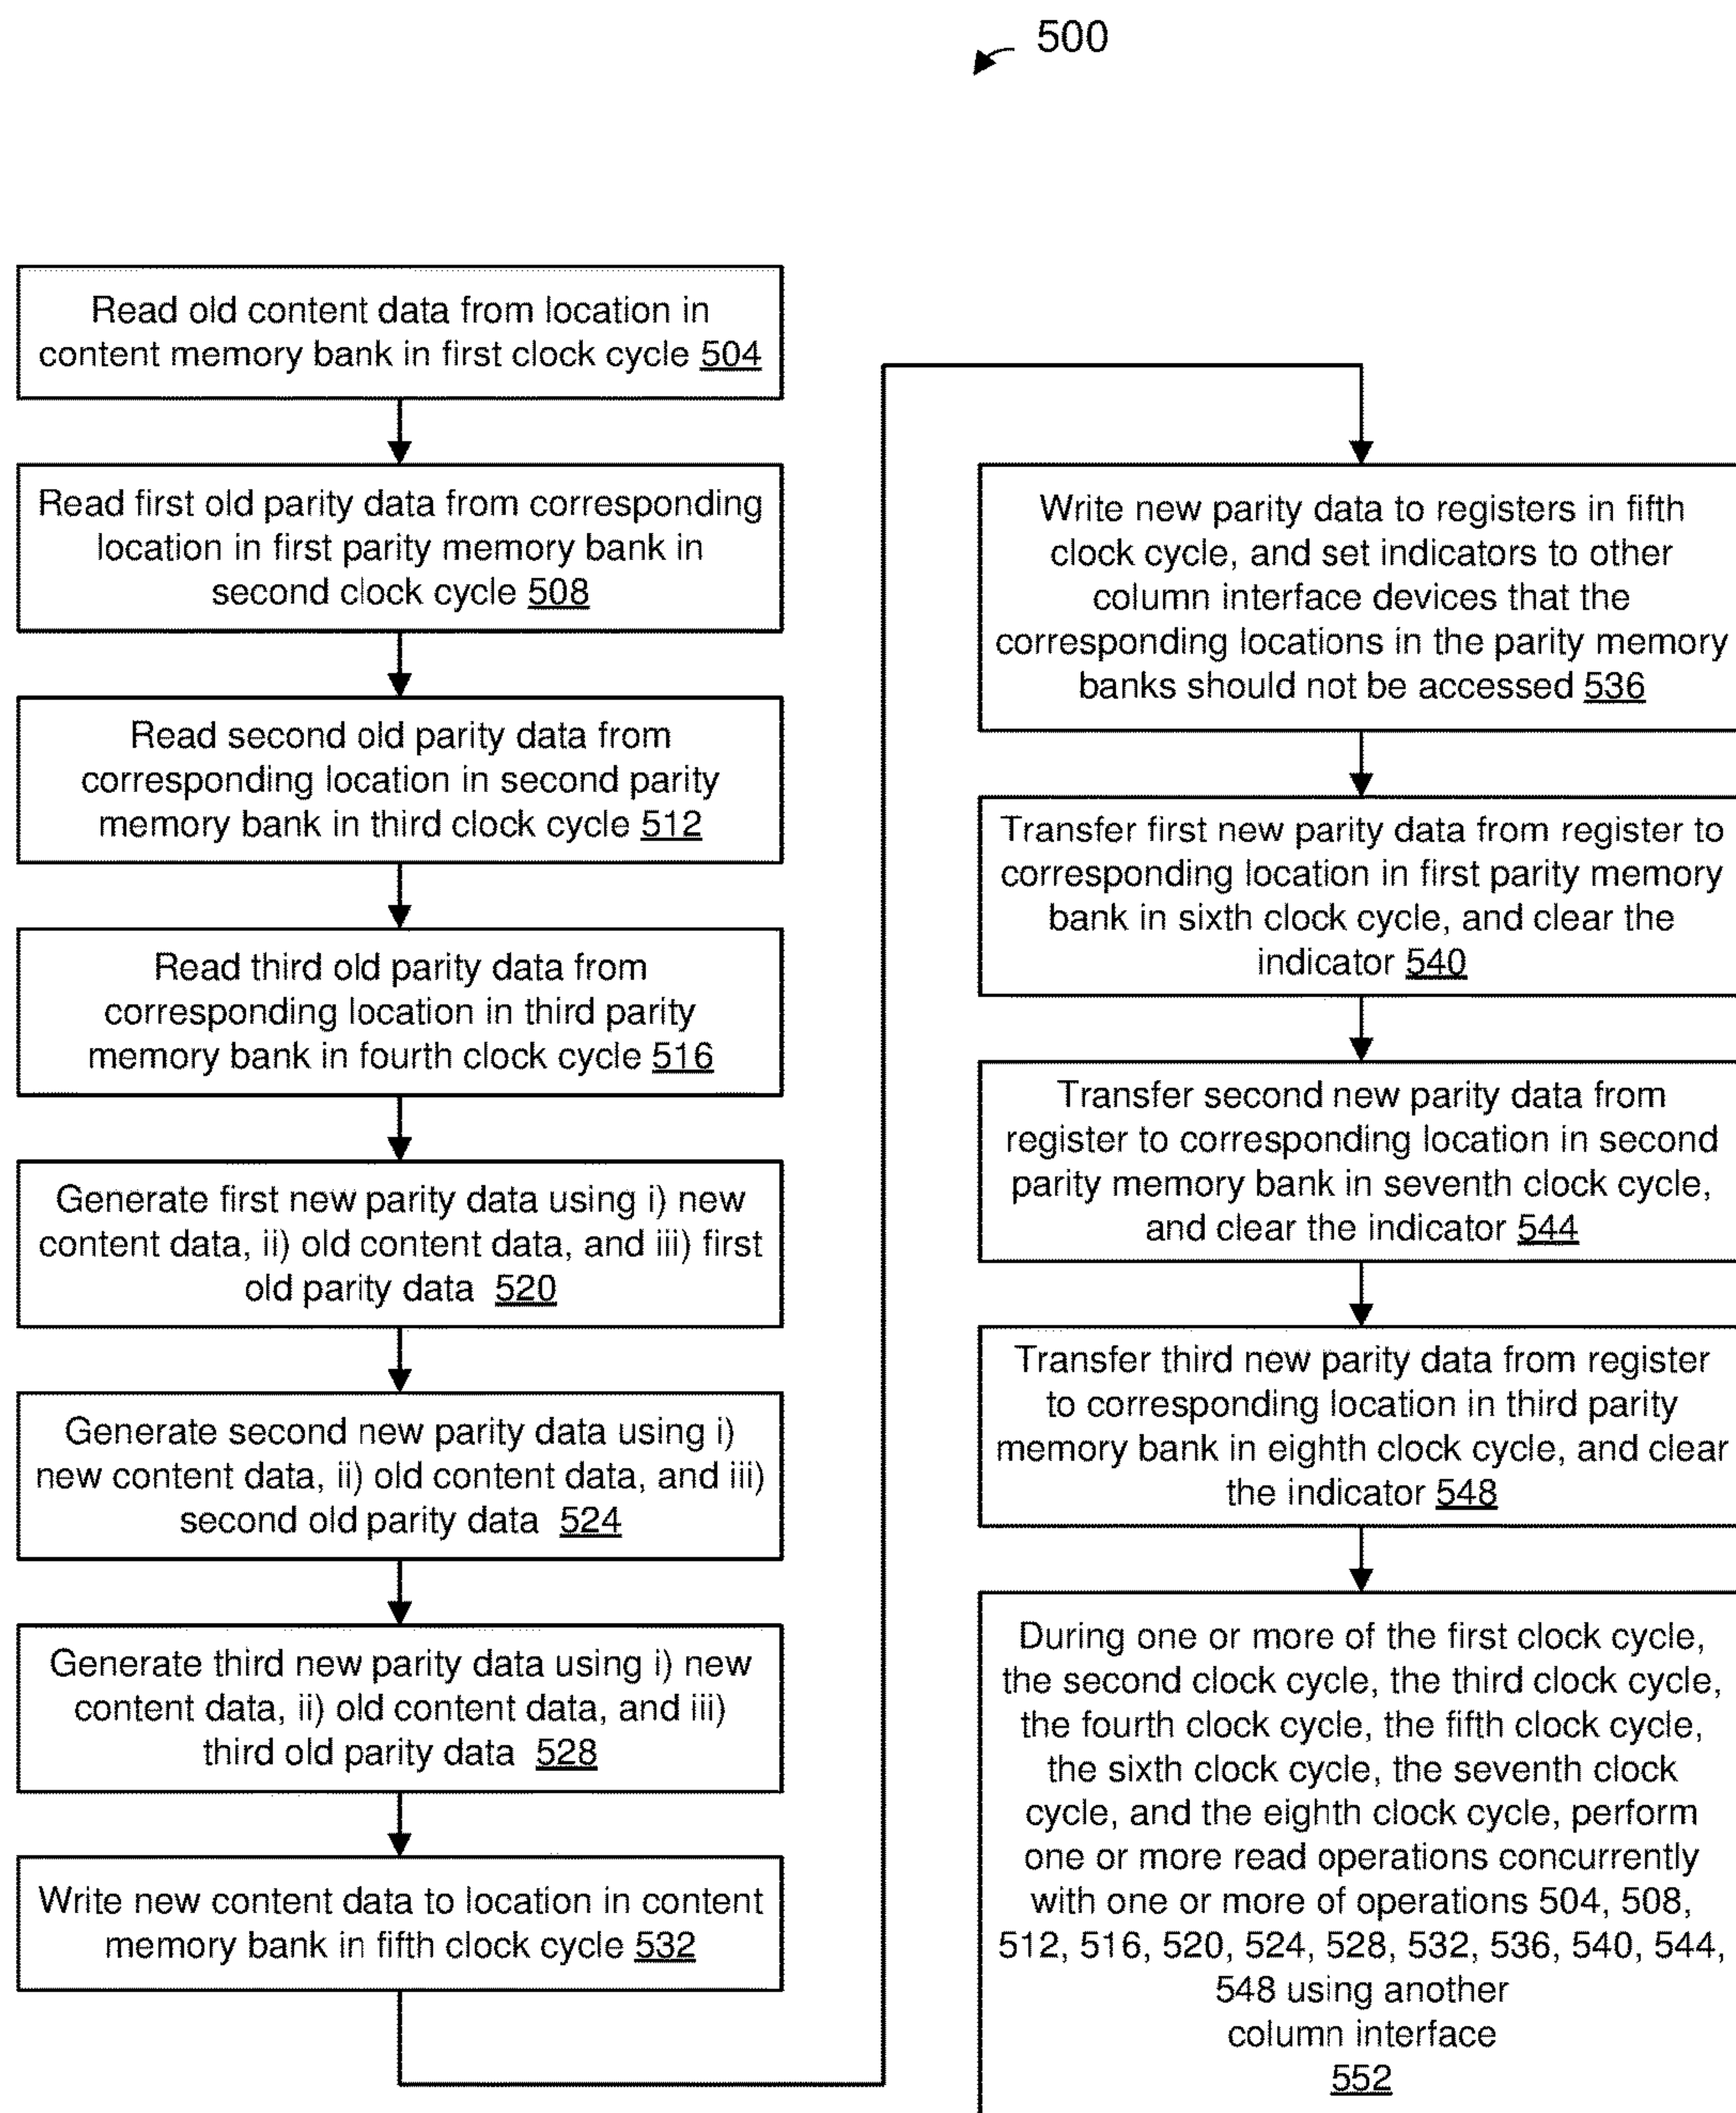 500
Read old content data from location in
content memory bank in first clock cycle 504
Read first old parity data from corresponding
location in first parity memory bank in
second clock cycle 508
Read second old parity data from
corresponding location in second parity
memory bank in third clock cycle 512
Read third old parity data from
corresponding location in third parity
memory bank in fourth clock cycle 516
Generate first new parity data using i) new
content data, ii) old content data, and iii) first
old parity data 520
Generate second new parity data using i)
new content data, ii) old content data, and iii)
second old parity data 524
Generate third new parity data using i) new
content data, ii) old content data, and iii)
third old parity data 528
Write new content data to location in content
memory bank in fifth clock cycle 532
Write new parity data to registers in fifth
clock cycle, and set indicators to other
column interface devices that the
corresponding locations in the parity memory
banks should not be accessed 536
Transfer first new parity data from register to
corresponding location in first parity memory
bank in sixth clock cycle, and clear the
indicator 540
Transfer second new parity data from
register to corresponding location in second
parity memory bank in seventh clock cycle,
and clear the indicator 544
Transfer third new parity data from register
to corresponding location in third parity
memory bank in eighth clock cycle, and clear
the indicator 548
During one or more of the first clock cycle,
the second clock cycle, the third clock cycle,
the fourth clock cycle, the fifth clock cycle,
the sixth clock cycle, the seventh clock
cycle, and the eighth clock cycle, perform
one or more read operations concurrently
with one or more of operations 504, 508,
512, 516, 520, 524, 528, 532, 536, 540, 544,
548 using another
column interface
552